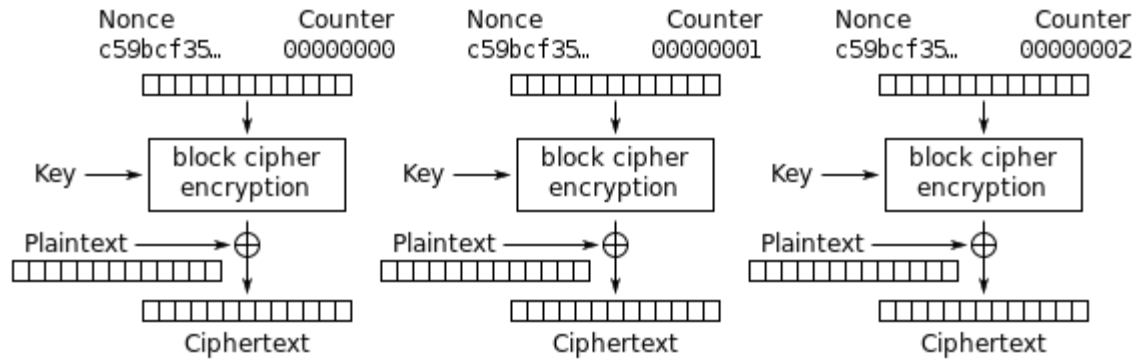 Nonce Counter Nonce Counter Nonce Counter
c59bcf35… 00000000 c59bcf35… 00000001 c59bcf35… 00000002
Key block cipher encryption Key block cipher encryption Key block cipher encryption
Plaintext Plaintext Plaintext
Ciphertext Ciphertext Ciphertext